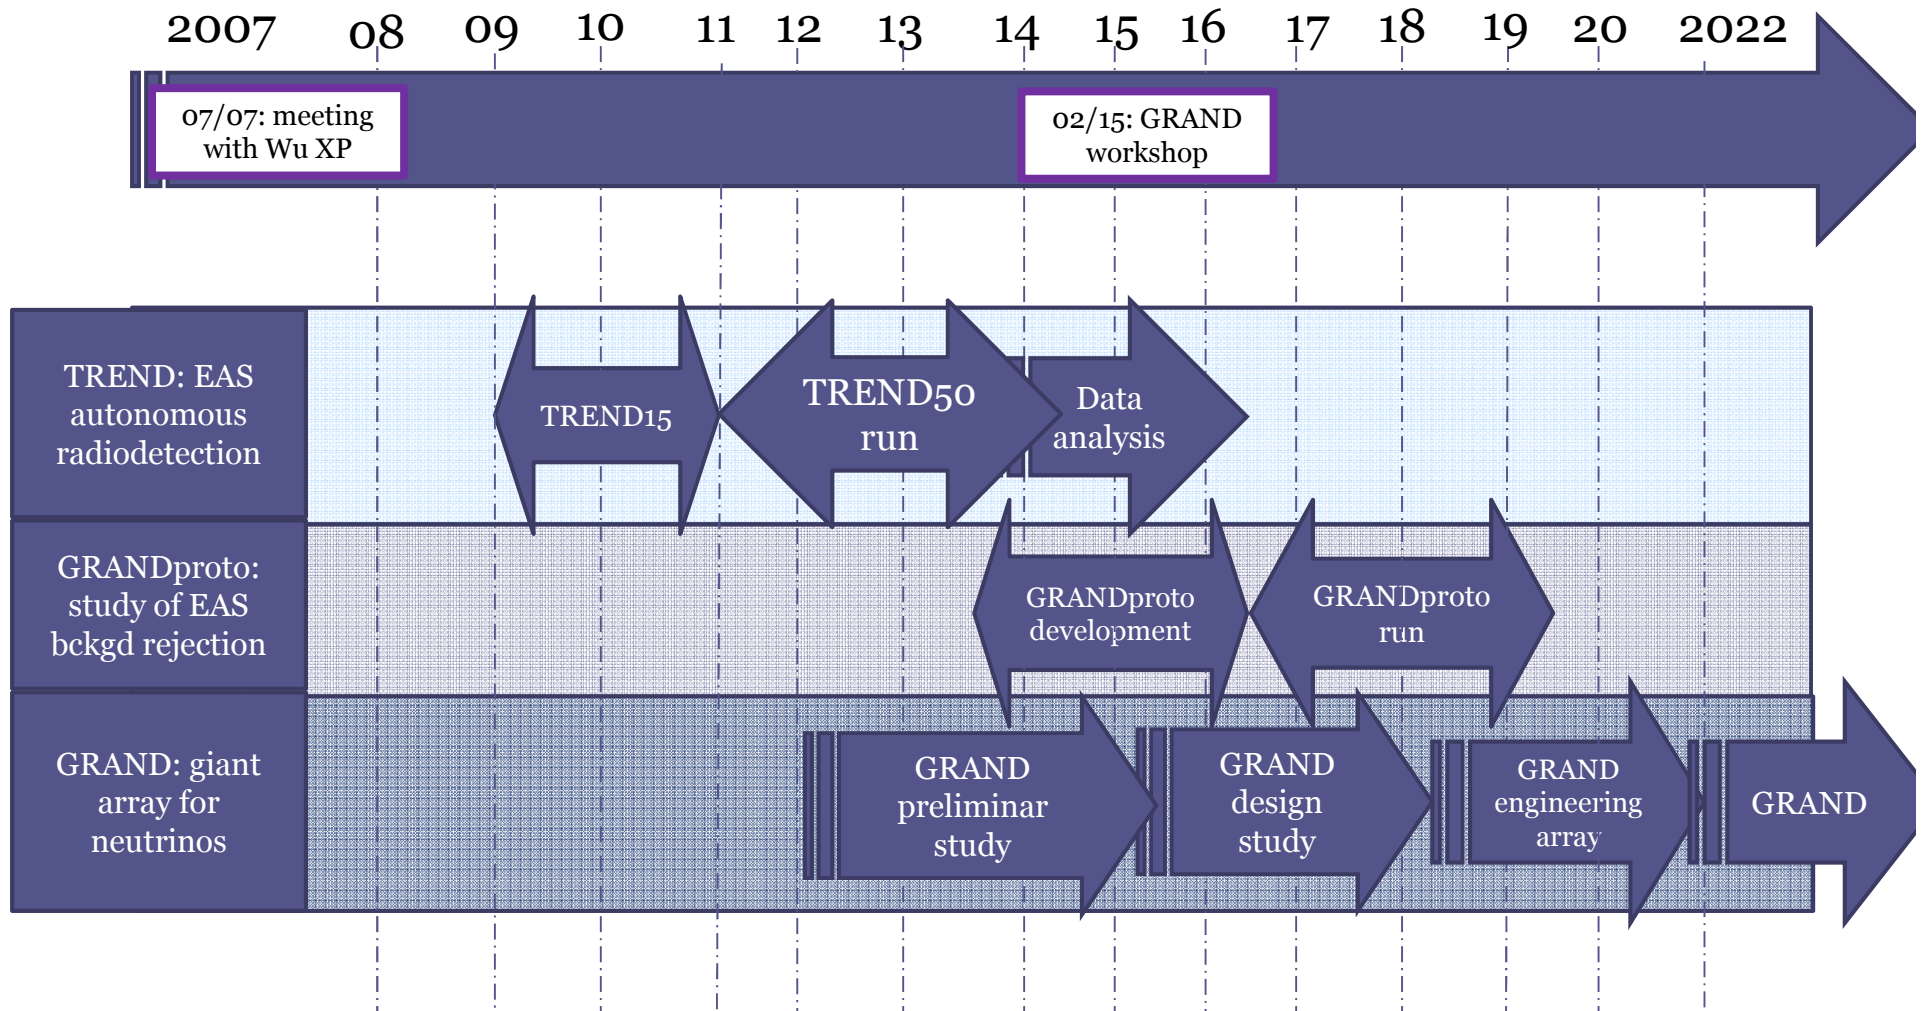 2007 08 09 10 11 12 13 14 15 16 17 18 19 20 2022
07/07: meeting
with Wu XP
02/15: GRAND
workshop
TREND: EAS
autonomous
radiodetection
TREND15
TREND50
run
Data
analysis
GRANDproto:
study of EAS
bckgd rejection
GRANDproto
development
GRANDproto
run
GRAND: giant
array for
neutrinos
GRAND
preliminar
study
GRAND
design
study
GRAND
engineering
array
GRAND